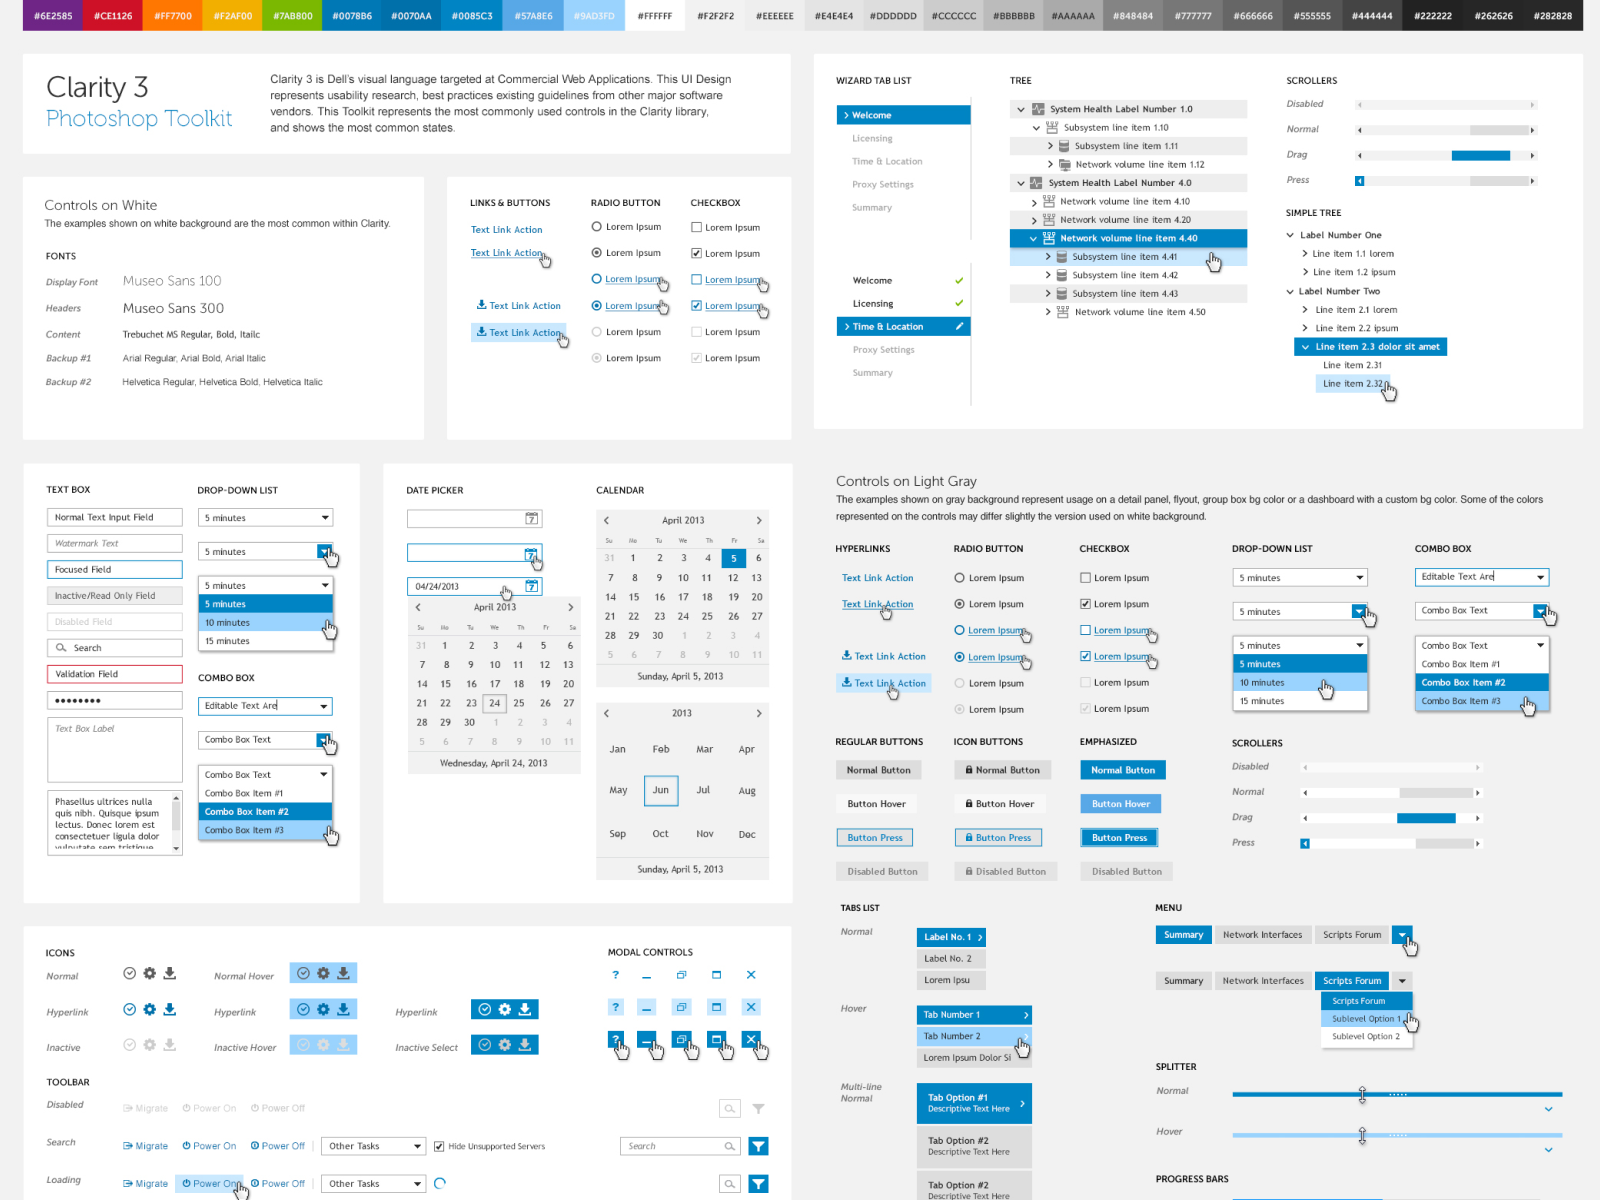 #6E2585 #CE1126 #FF7700 #F2AF00 #7AB800 #0078B6 #0070AA #0085C3 #57A8E6 #9AD3FD #FFFFFF #F2F2F2 #EEEEEE #E4E4E4 #DDDDDD #CCCCCC #BBBBBB #AAAAAA #848484 #777777 #666666 #555555 #444444 #222222 #262626 #282828
Clarity 3
Photoshop Toolkit
Clarity 3 is Dell's visual language targeted at Commercial Web Applications. This UI Design
represents usability research, best practices existing guidelines from other major software
vendors. This Toolkit represents the most commonly used controls in the Clarity library,
and shows the most common states.
Controls on White
The examples shown on white background are the most common within Clarity.
FONTS
Display Font Museo Sans 100
Headers Museo Sans 300
Content Trebuchet MS Regular, Bold, Itailc
Backup #1 Arial Regular, Arial Bold, Arial Italic
Backup #2 Helvetica Regular, Helvetica Bold, Helvetica Italic
LINKS & BUTTONS
Text Link Action
Text Link Action
Text Link Action
Text Link Action
RADIO BUTTON
Lorem Ipsum
Lorem Ipsum
Lorem Ipsum
Lorem Ipsum
Lorem Ipsum
Lorem Ipsum
CHECKBOX
Lorem Ipsum
Lorem Ipsum
Lorem Ipsum
Lorem Ipsum
Lorem Ipsum
Lorem Ipsum
WIZARD TAB LIST
Welcome
Licensing
Time & Location
Proxy Settings
Summary
Welcome
Licensing
Time & Location
Proxy Settings
Summary
TREE
System Health Label Number 1.0
Subsystem line item 1.10
Subsystem line item 1.11
Network volume line item 1.12
System Health Label Number 4.0
Network volume line item 4.10
Network volume line item 4.20
Network volume line item 4.40
Subsystem line item 4.41
Subsystem line item 4.42
Subsystem line item 4.43
Network volume line item 4.50
SCROLLERS
Disabled
Normal
Drag
Press
SIMPLE TREE
Label Number One
Line item 1.1 lorem
Line item 1.2 ipsum
Label Number Two
Line item 2.1 lorem
Line item 2.2 ipsum
Line item 2.3 dolor sit amet
Line item 2.31
Line item 2.32
TEXT BOX
Normal Text Input Field
Watermark Text
Focused Field
Inactive/Read Only Field
Disabled Field
Search
Validation Field
Text Box Label
Phasellus ultrices nulla
quis nibh. Quisque ipsum
lectus. Donec lorem est
consectetuer ligula dolor
vulputate sem tristique
DROP-DOWN LIST
5 minutes
5 minutes
5 minutes
5 minutes
10 minutes
15 minutes
COMBO BOX
Editable Text Are
Combo Box Text
Combo Box Text
Combo Box Item #1
Combo Box Item #2
Combo Box Item #3
DATE PICKER
7
7
04/24/2013 7
April 2013
Su Mo Tu We Th Fr Sa
31 1 2 3 4 5 6
7 8 9 10 11 12 13
14 15 16 17 18 19 20
21 22 23 24 25 26 27
28 29 30 1 2 3 4
5 6 7 8 9 10 11
Wednesday, April 24, 2013
CALENDAR
April 2013
Su Mo Tu We Th Fr Sa
31 1 2 3 4 5 6
7 8 9 10 11 12 13
14 15 16 17 18 19 20
21 22 23 24 25 26 27
28 29 30 1 2 3 4
5 6 7 8 9 10 11
Sunday, April 5, 2013
2013
Jan Feb Mar Apr
May Jun Jul Aug
Sep Oct Nov Dec
Sunday, April 5, 2013
Controls on Light Gray
The examples shown on gray background represent usage on a detail panel, flyout, group box bg color or a dashboard with a custom bg color. Some of the colors
represented on the controls may differ slightly the version used on white background.
HYPERLINKS
Text Link Action
Text Link Action
Text Link Action
Text Link Action
RADIO BUTTON
Lorem Ipsum
Lorem Ipsum
Lorem Ipsum
Lorem Ipsum
Lorem Ipsum
Lorem Ipsum
CHECKBOX
Lorem Ipsum
Lorem Ipsum
Lorem Ipsum
Lorem Ipsum
Lorem Ipsum
Lorem Ipsum
DROP-DOWN LIST
5 minutes
5 minutes
5 minutes
5 minutes
10 minutes
15 minutes
COMBO BOX
Editable Text Are
Combo Box Text
Combo Box Text
Combo Box Item #1
Combo Box Item #2
Combo Box Item #3
REGULAR BUTTONS
Normal Button
Button Hover
Button Press
Disabled Button
ICON BUTTONS
Normal Button
Button Hover
Button Press
Disabled Button
EMPHASIZED
Normal Button
Button Hover
Button Press
Disabled Button
SCROLLERS
Disabled
Normal
Drag
Press
ICONS
Normal Normal Hover
Hyperlink Hyperlink Hyperlink
Inactive Inactive Hover Inactive Select
MODAL CONTROLS
?
?
?
TOOLBAR
Disabled Migrate Power On Power Off
Search Migrate Power On Power Off Other Tasks Hide Unsupported Servers Search
Loading Migrate Power On Power Off Other Tasks
TABS LIST
Normal
Label No. 1
Label No. 2
Lorem Ipsu
Hover
Tab Number 1
Tab Number 2
Lorem Ipsum Dolor Si
Multi-line
Normal
Tab Option #1
Descriptive Text Here
Tab Option #2
Descriptive Text Here
Tab Option #2
Descriptive Text Here
MENU
Summary Network Interfaces Scripts Forum
Summary Network Interfaces Scripts Forum
Scripts Forum
Sublevel Option 1
Sublevel Option 2
SPLITTER
Normal
Hover
PROGRESS BARS